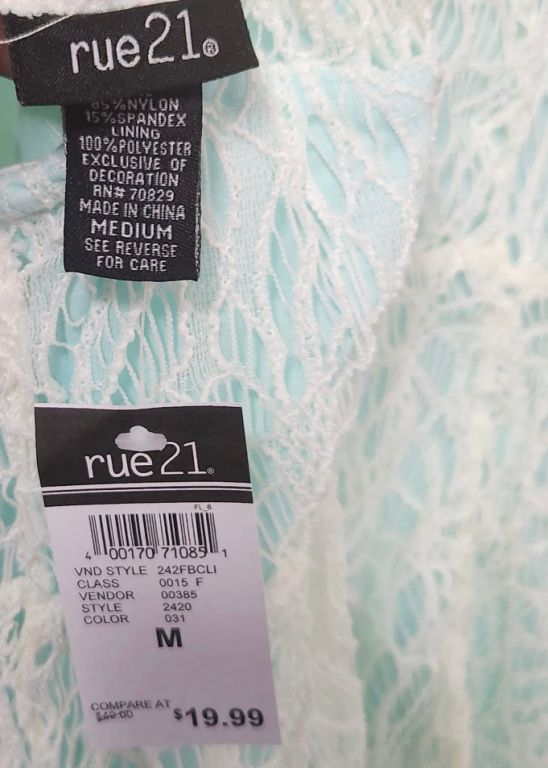 rue21®
85%NYLON
15%SPANDEX
LINING
100%POLYESTER
EXCLUSIVE OF
DECORATION
RN# 70829
MADE IN CHINA
MEDIUM
SEE REVERSE
FOR CARE
rue21®
FL_6
4 00170 71085 1
VND STYLE 242FBCLI
CLASS 0015 F
VENDOR 00385
STYLE 2420
COLOR 031
M
COMPARE AT
$19.99